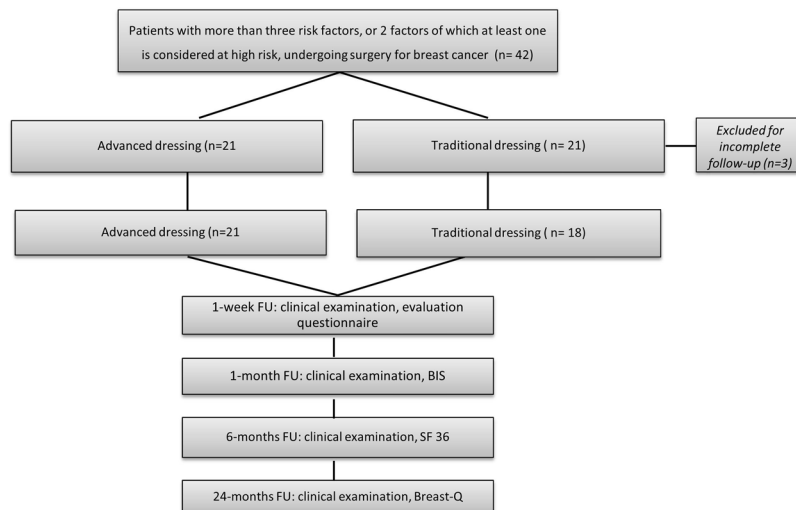 Patients with more than three risk factors, or 2 factors of which at least one
is considered at high risk, undergoing surgery for breast cancer (n= 42)
Advanced dressing (n=21
Traditional dressing ( n= 21)
Excluded for
incomplete
follow-up (n=3)
Advanced dressing (n=21
Traditional dressing ( n= 18)
1-week FU: clinical examination, evaluation
questionnaire
1-month FU: clinical examination, BIS
6-months FU: clinical examination, SF 36
24-months FU: clinical examination, Breast-Q